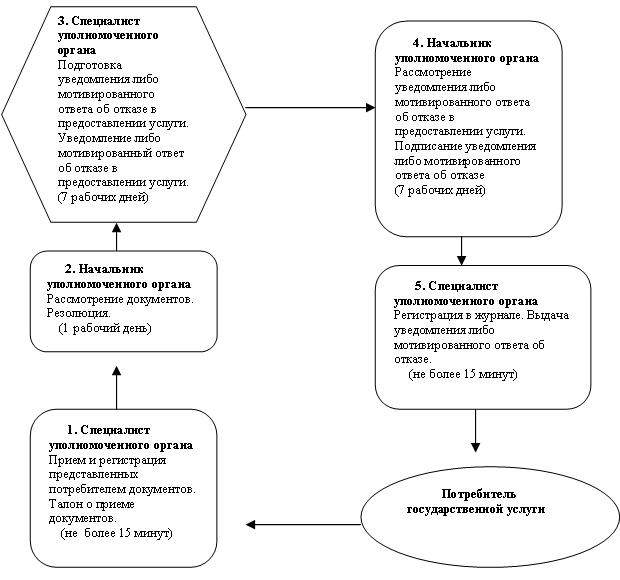 3. Специалист
уполномоченного
органа
Подготовка
уведомления либо
мотивированного
ответа об отказе в
предоставлении услуги.
Уведомление либо
мотивированный ответ
об отказе в
предоставлении услуги.
(7 рабочих дней)
4. Начальник
уполномоченного органа
Рассмотрение
уведомления либо
мотивированного ответа
об отказе в
предоставлении услуги.
Подписание уведомления
либо мотивированного
ответа об отказе
(7 рабочих дней)
2. Начальник
уполномоченного органа
Рассмотрение документов.
Резолюция.
(1 рабочий день)
5. Специалист
уполномоченного органа
Регистрация в журнале. Выдача
уведомления либо
мотивированного ответа об
отказе.
(не более 15 минут)
1. Специалист
уполномоченного органа
Прием и регистрация
представленных
потребителем документов.
Талон о приеме
документов.
(не более 15 минут)
Потребитель
государственной услуги